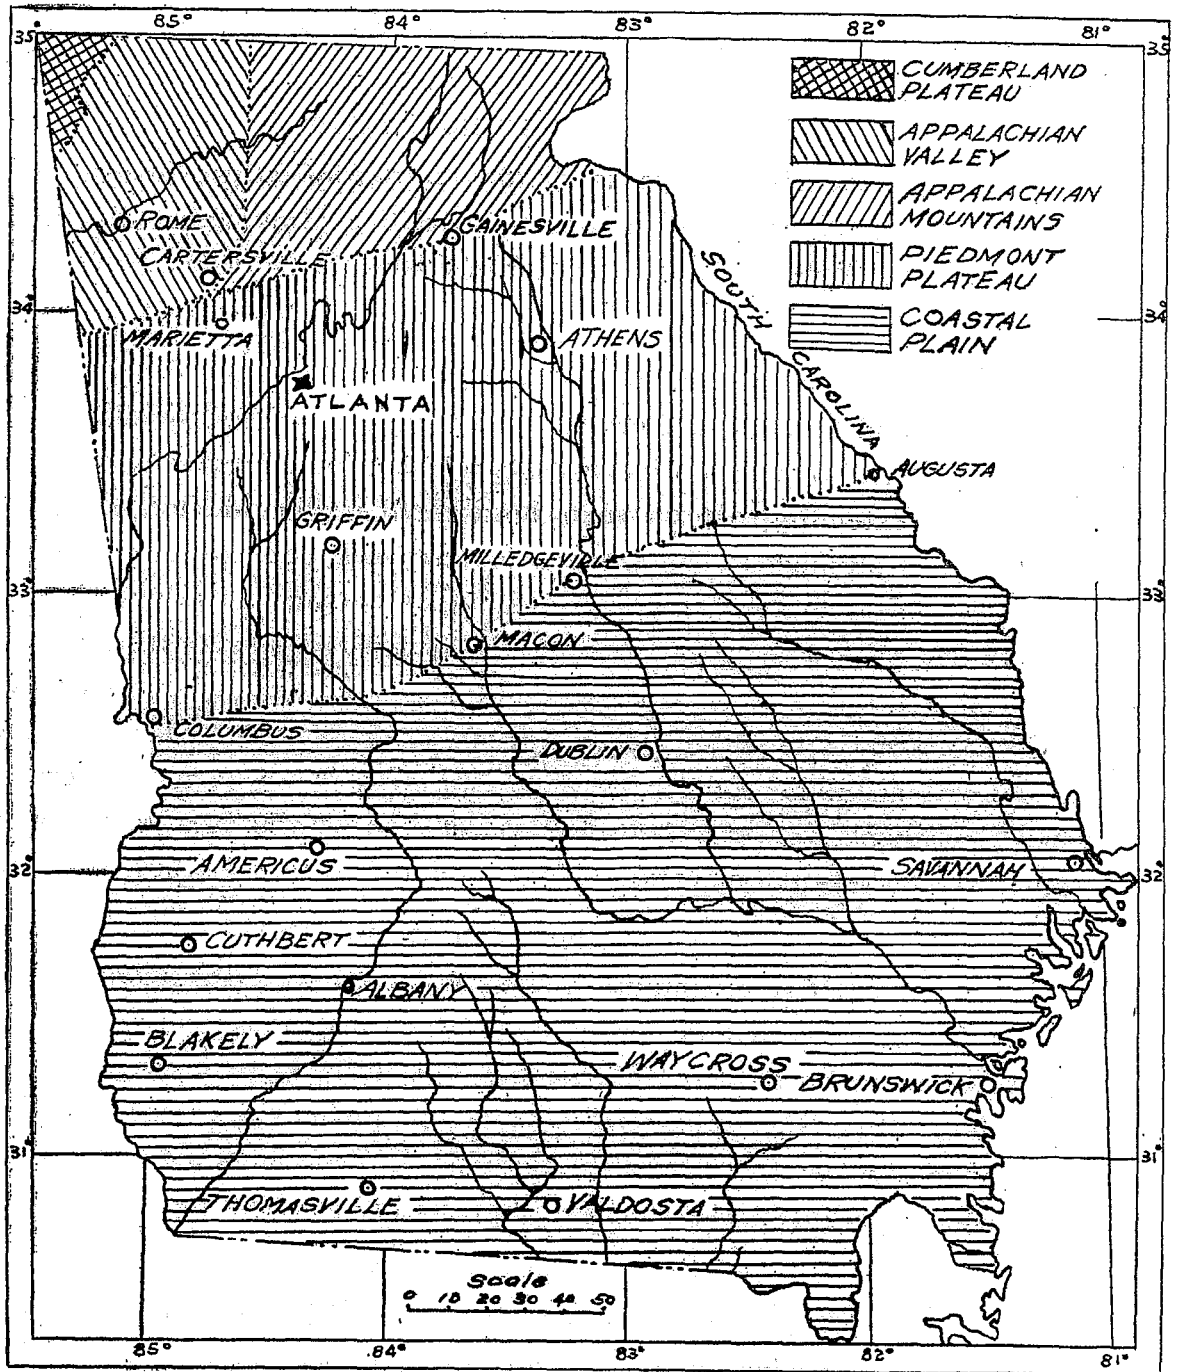 85° 84° 83° 82° 81°
35° 35°
CUMBERLAND
PLATEAU
APPALACHIAN
VALLEY
APPALACHIAN
MOUNTAINS
PIEDMONT
PLATEAU
COASTAL
PLAIN
ROME
GAINESVILLE
CARTERSVILLE
SOUTH CAROLINA
34° 34°
MARIETTA
ATHENS
ATLANTA
AUGUSTA
GRIFFIN
MILLEDGEVILLE
33° 33°
MACON
COLUMBUS
DUBLIN
AMERICUS
SAVANNAH
32° 32°
CUTHBERT
ALBANY
BLAKELY
WAYCROSS
BRUNSWICK
31° 31°
THOMASVILLE
VALDOSTA
Scale
0 10 20 30 40 50
85° 84° 83° 82° 81°